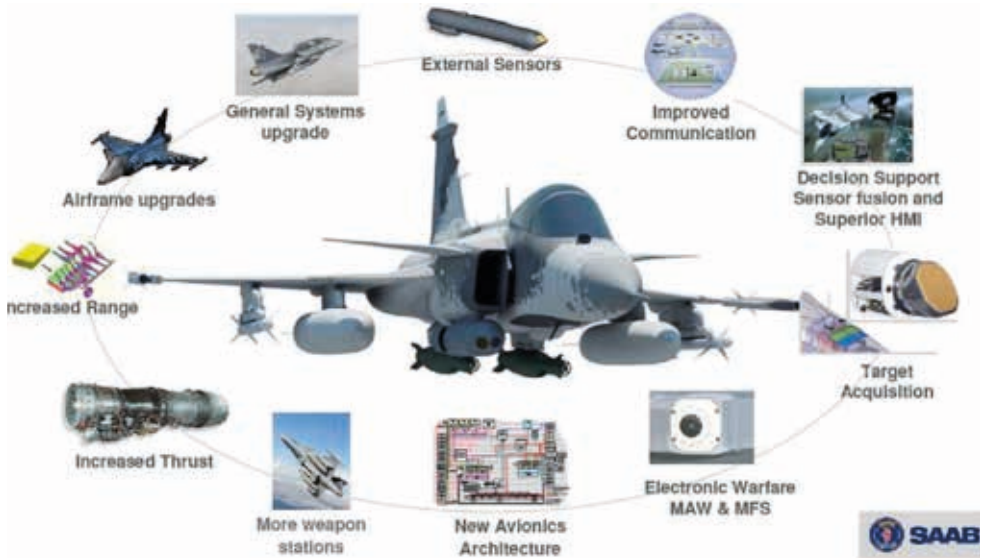 External Sensors
General Systems
upgrade
Improved
Communication
Airframe upgrades
Decision Support
Sensor fusion and
Superior HMI
ncreased Range
Target
Acquisition
Increased Thrust
Electronic Warfare
MAW & MFS
More weapon
stations
New Avionics
Architecture
SAAB